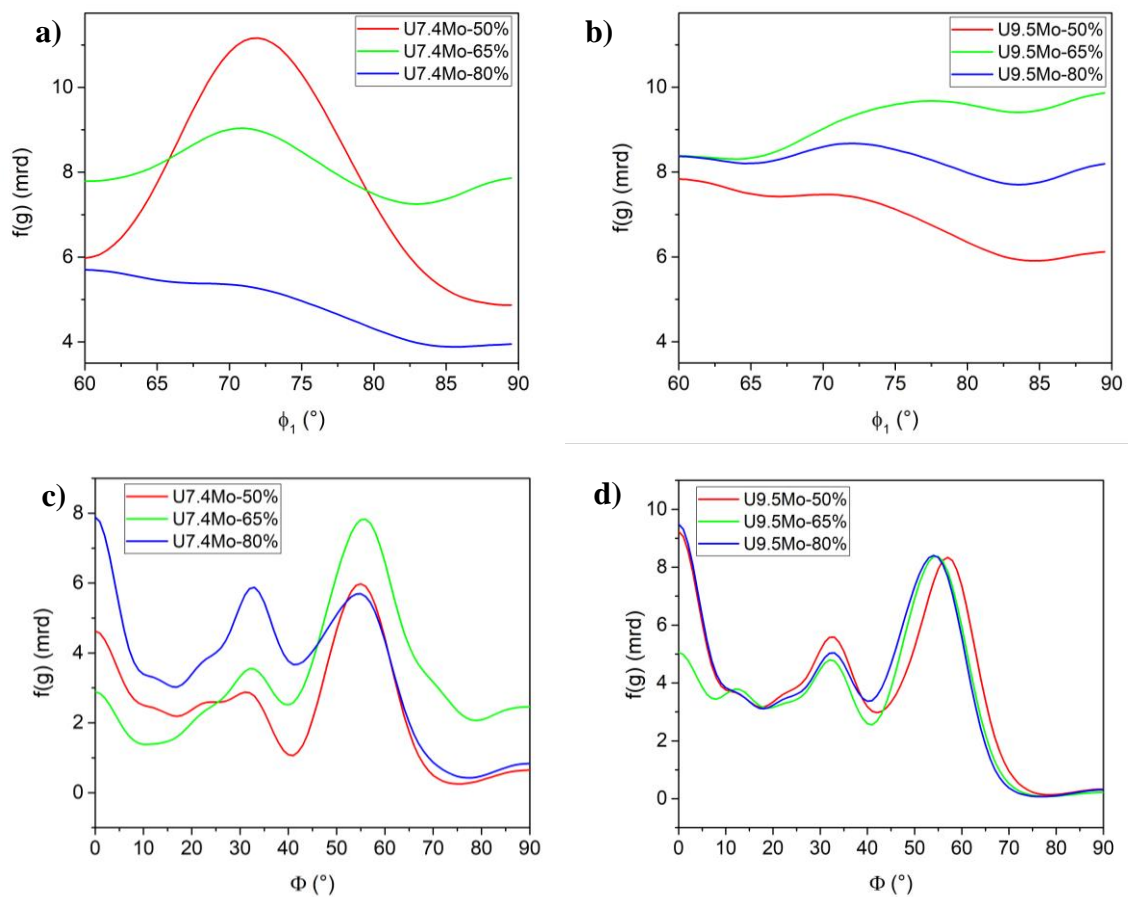 a)
U7.4Mo-50%
U7.4Mo-65%
U7.4Mo-80%
10
8
6
4
f(g) (mrd)
60 65 70 75 80 85 90
ϕ1 (°)
b)
U9.5Mo-50%
U9.5Mo-65%
U9.5Mo-80%
10
8
6
4
f(g) (mrd)
60 65 70 75 80 85 90
ϕ1 (°)
c)
U7.4Mo-50%
U7.4Mo-65%
U7.4Mo-80%
8
6
4
2
0
f(g) (mrd)
0 10 20 30 40 50 60 70 80 90
Φ (°)
d)
U9.5Mo-50%
U9.5Mo-65%
U9.5Mo-80%
10
8
6
4
2
0
f(g) (mrd)
0 10 20 30 40 50 60 70 80 90
Φ (°)